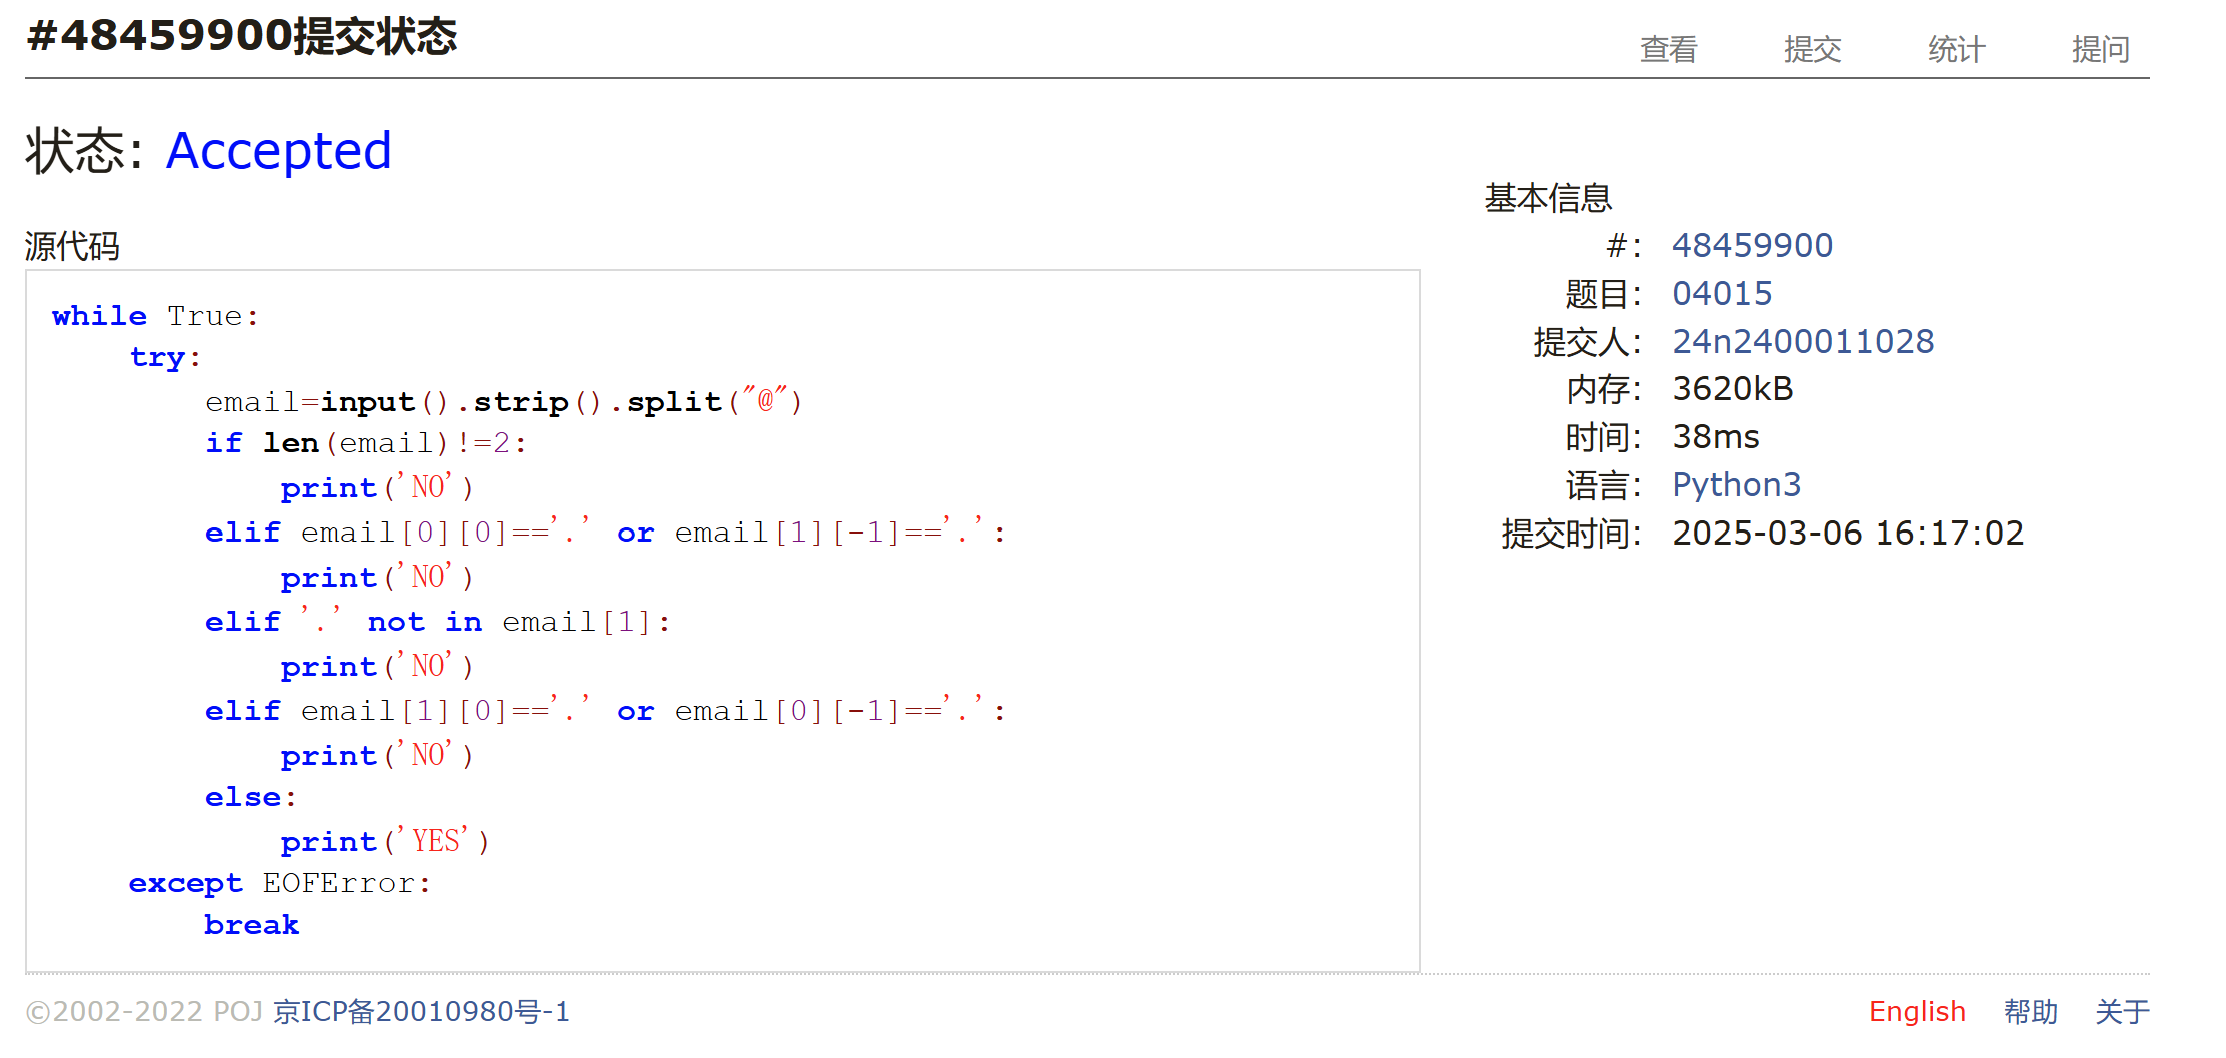 #48459900提交状态
查看 提交 统计 提问
状态: Accepted
源代码
while True:
    try:
        email=input().strip().split("@")
        if len(email)!=2:
            print('NO')
        elif email[0][0]=='.' or email[1][-1]=='.':
            print('NO')
        elif '.' not in email[1]:
            print('NO')
        elif email[1][0]=='.' or email[0][-1]=='.':
            print('NO')
        else:
            print('YES')
    except EOFError:
        break
基本信息
#: 48459900
题目: 04015
提交人: 24n2400011028
内存: 3620kB
时间: 38ms
语言: Python3
提交时间: 2025-03-06 16:17:02
©2002-2022 POJ 京ICP备20010980号-1
English 帮助 关于